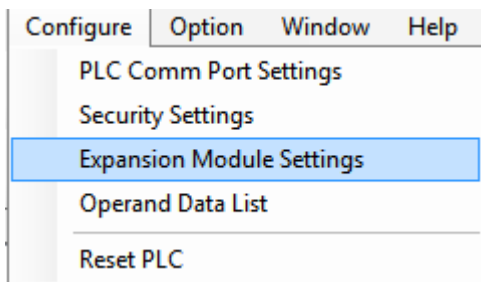 Configure Option Window Help
PLC Comm Port Settings
Security Settings
Expansion Module Settings
Operand Data List
Reset PLC